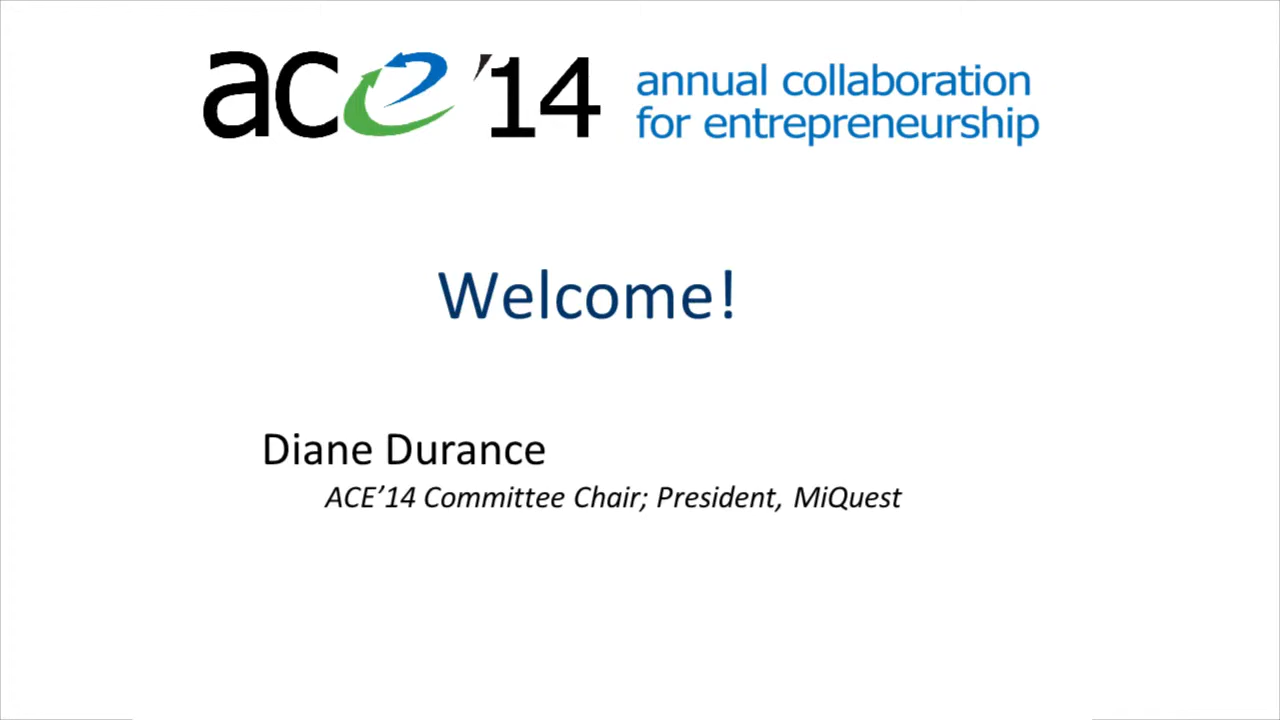 ace '14
annual collaboration
for entrepreneurship
Welcome!
Diane Durance
ACE’14 Committee Chair; President, MiQuest